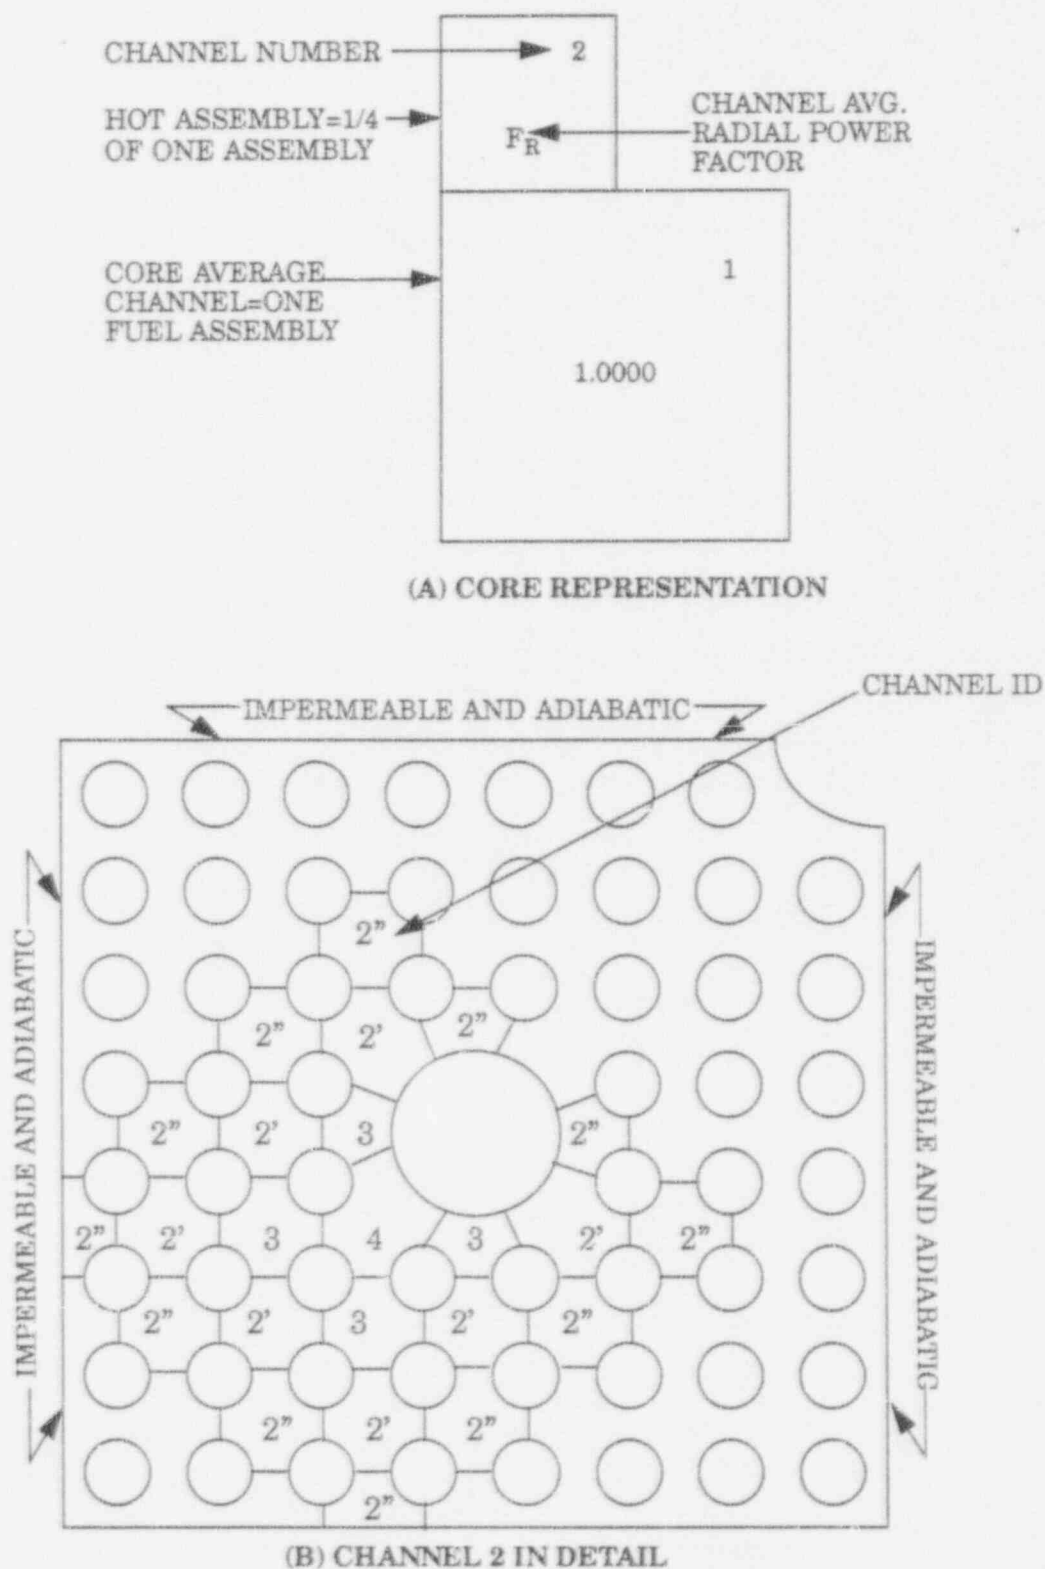 CHANNEL NUMBER
2
HOT ASSEMBLY=1/4
OF ONE ASSEMBLY
F_R
CHANNEL AVG.
RADIAL POWER
FACTOR
CORE AVERAGE
CHANNEL=ONE
FUEL ASSEMBLY
1
1.0000
(A) CORE REPRESENTATION
CHANNEL ID
IMPERMEABLE AND ADIABATIC
IMPERMEABLE AND ADIABATIC
IMPERMEABLE AND ADIABATIG
2"
2" 2' 2"
2" 2' 3 2"
2" 2' 3 4 3 2' 2"
2" 2' 3 2' 2"
2" 2' 2"
2"
(B) CHANNEL 2 IN DETAIL